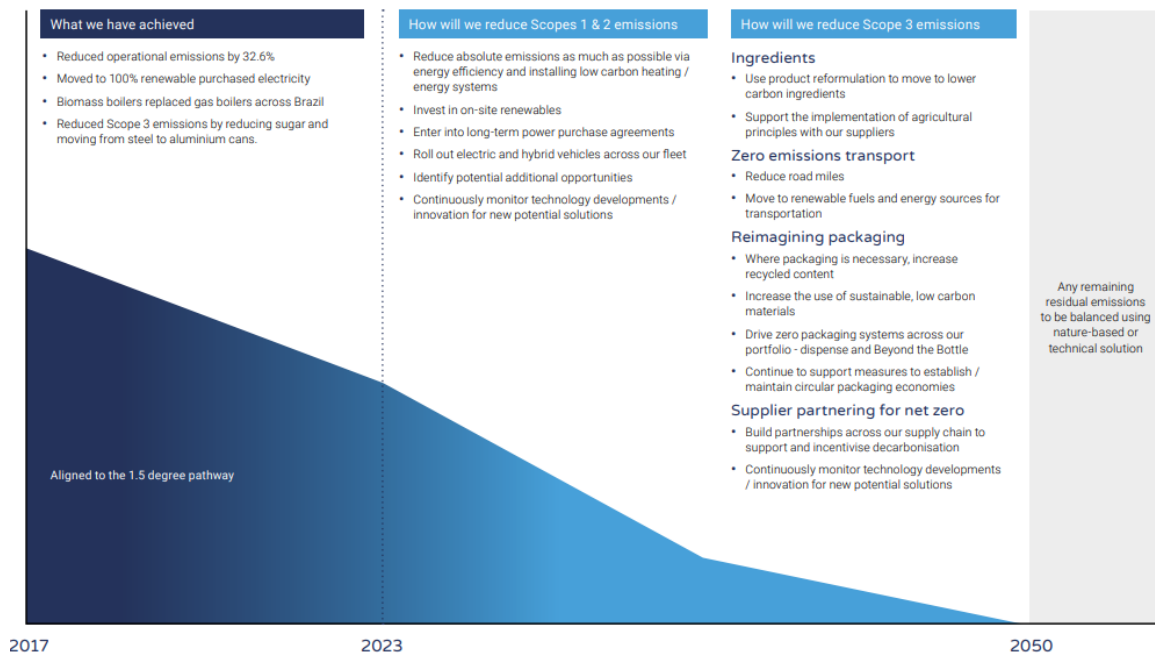 What we have achieved
• Reduced operational emissions by 32.6%
• Moved to 100% renewable purchased electricity
• Biomass boilers replaced gas boilers across Brazil
• Reduced Scope 3 emissions by reducing sugar and
moving from steel to aluminium cans.
How will we reduce Scopes 1 & 2 emissions
• Reduce absolute emissions as much as possible via
energy efficiency and installing low carbon heating /
energy systems
• Invest in on-site renewables
• Enter into long-term power purchase agreements
• Roll out electric and hybrid vehicles across our fleet
• Identify potential additional opportunities
• Continuously monitor technology developments /
innovation for new potential solutions
How will we reduce Scope 3 emissions
Ingredients
• Use product reformulation to move to lower
carbon ingredients
• Support the implementation of agricultural
principles with our suppliers
Zero emissions transport
• Reduce road miles
• Move to renewable fuels and energy sources for
transportation
Reimagining packaging
• Where packaging is necessary, increase
recycled content
• Increase the use of sustainable, low carbon
materials
• Drive zero packaging systems across our
portfolio - dispense and Beyond the Bottle
• Continue to support measures to establish /
maintain circular packaging economies
Supplier partnering for net zero
• Build partnerships across our supply chain to
support and incentivise decarbonisation
• Continuously monitor technology developments
/ innovation for new potential solutions
Any remaining
residual emissions
to be balanced using
nature-based or
technical solution
Aligned to the 1.5 degree pathway
2017
2023
2050